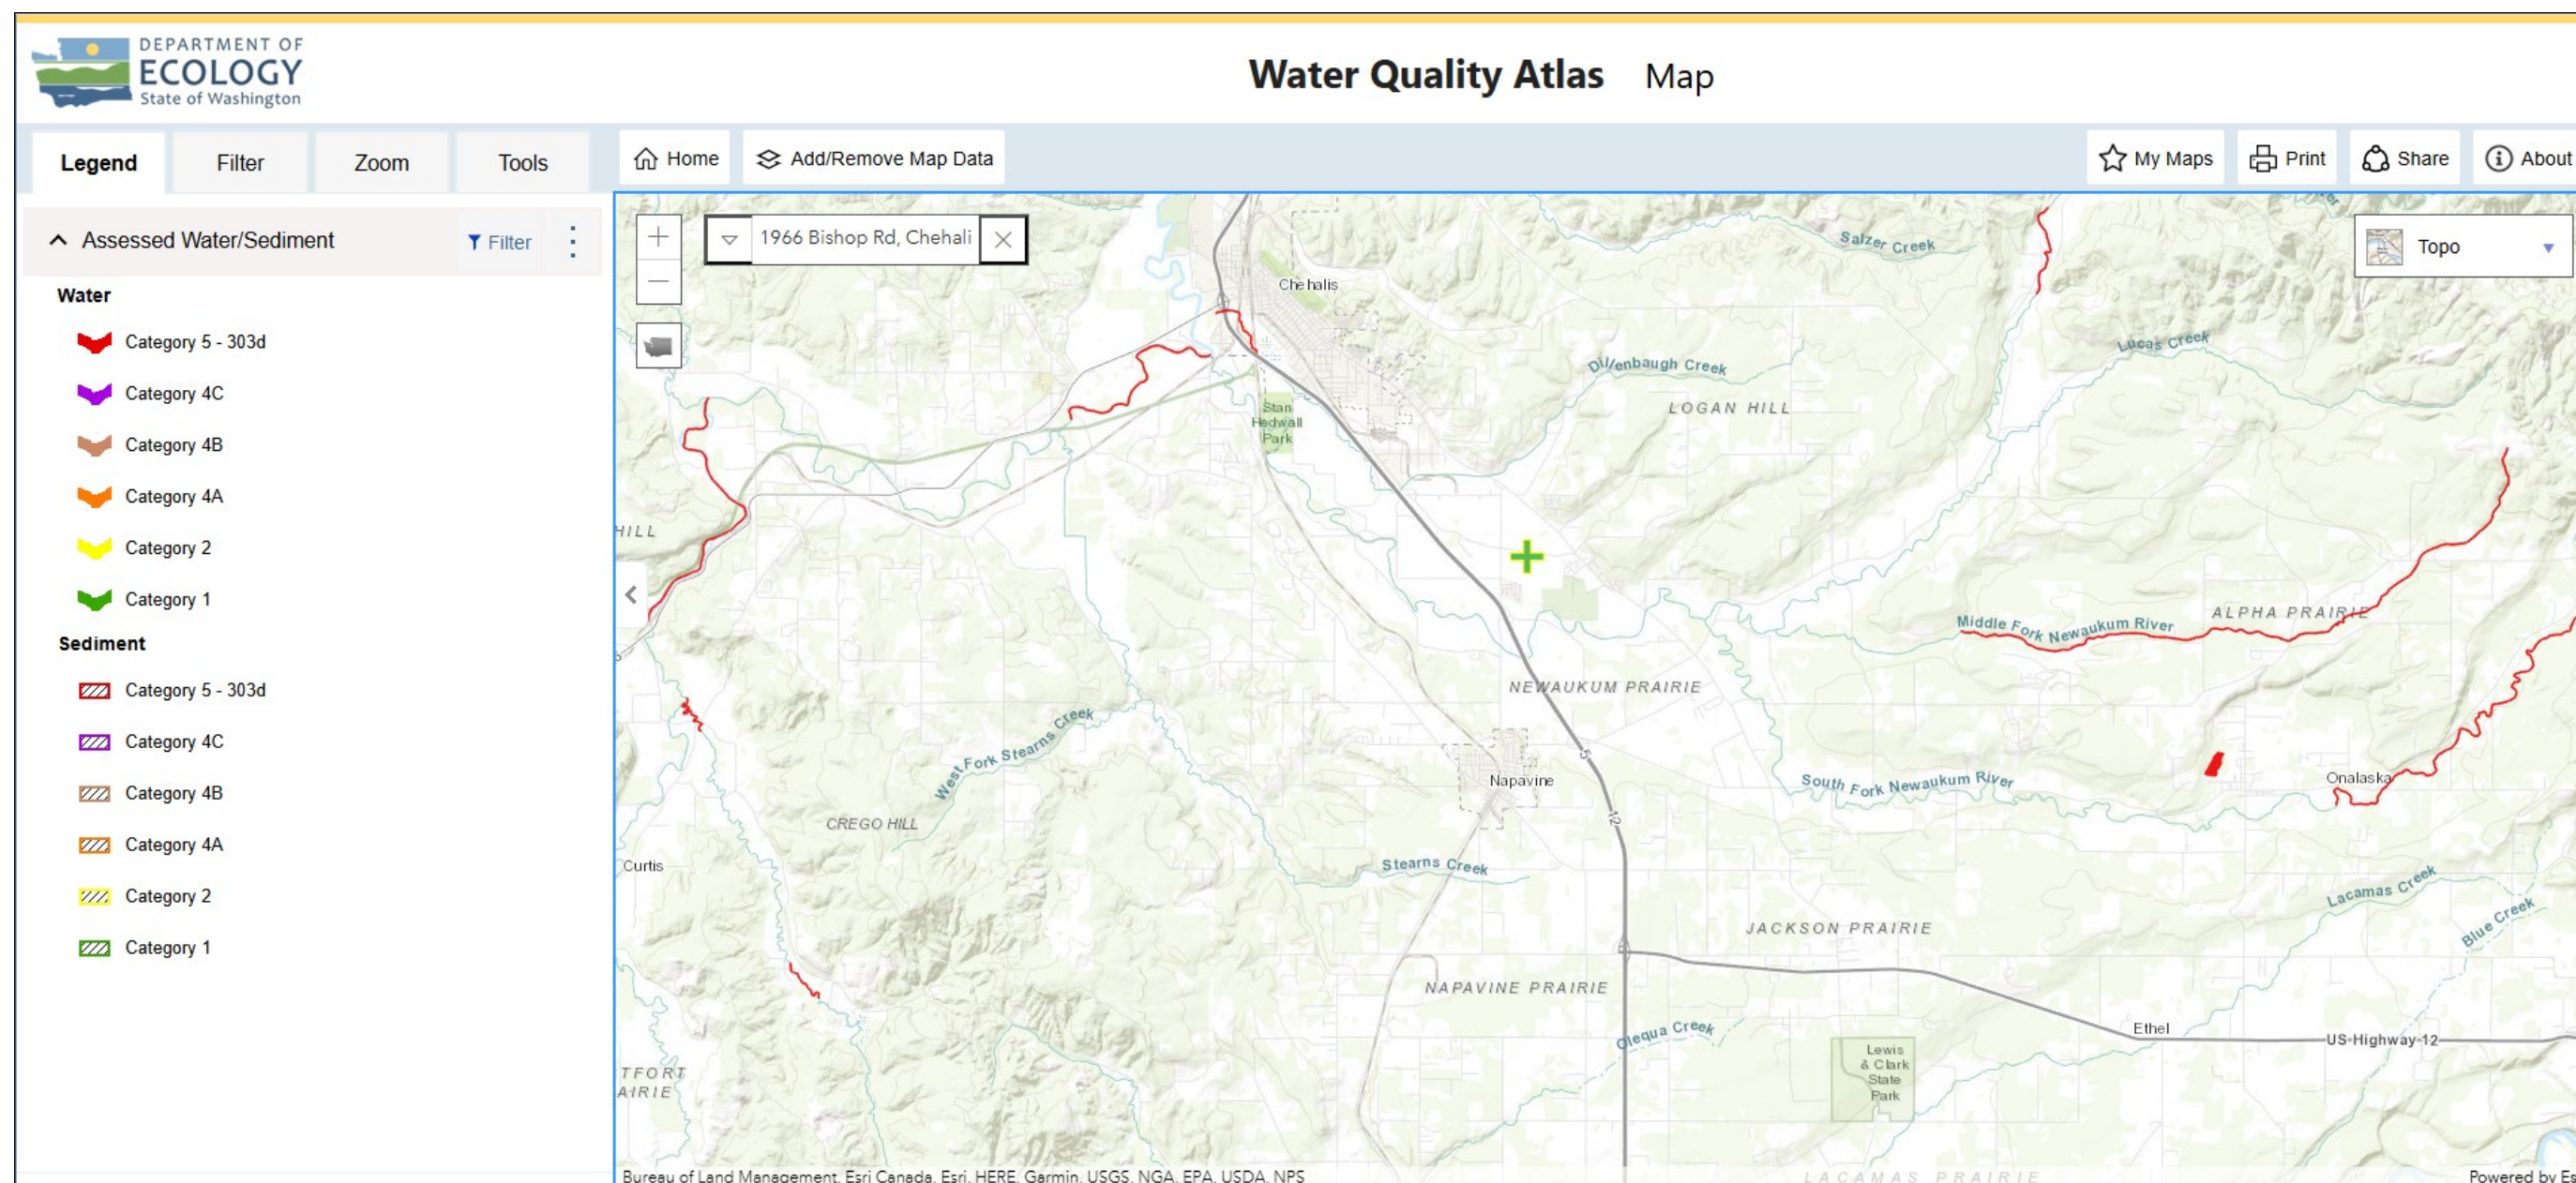 DEPARTMENT OF
ECOLOGY
State of Washington
Water Quality Atlas Map
Legend
Filter
Zoom
Tools
Home
Add/Remove Map Data
My Maps
Print
Share
About
Assessed Water/Sediment
Filter
Water
Category 5 - 303d
Category 4C
Category 4B
Category 4A
Category 2
Category 1
Sediment
Category 5 - 303d
Category 4C
Category 4B
Category 4A
Category 2
Category 1
1966 Bishop Rd, Chehali
Topo
Salzer Creek
Chehalis
Lucas Creek
Dillenbaugh Creek
LOGAN HILL
Stan
Hedwall
Park
HILL
Middle Fork Newaukum River
ALPHA PRAIRIE
NEWAUKUM PRAIRIE
West Fork Stearns Creek
5
Napavine
South Fork Newaukum River
Onalaska
CREGO HILL
12
Curtis
Stearns Creek
Lacamas Creek
Blue Creek
JACKSON PRAIRIE
NAPAVINE PRAIRIE
Olequa Creek
Ethel
US-Highway-12
Lewis
& Clark
State
Park
TFORT
AIRIE
LACAMAS PRAIRIE
Bureau of Land Management, Esri Canada, Esri, HERE, Garmin, USGS, NGA, EPA, USDA, NPS
Powered by Es